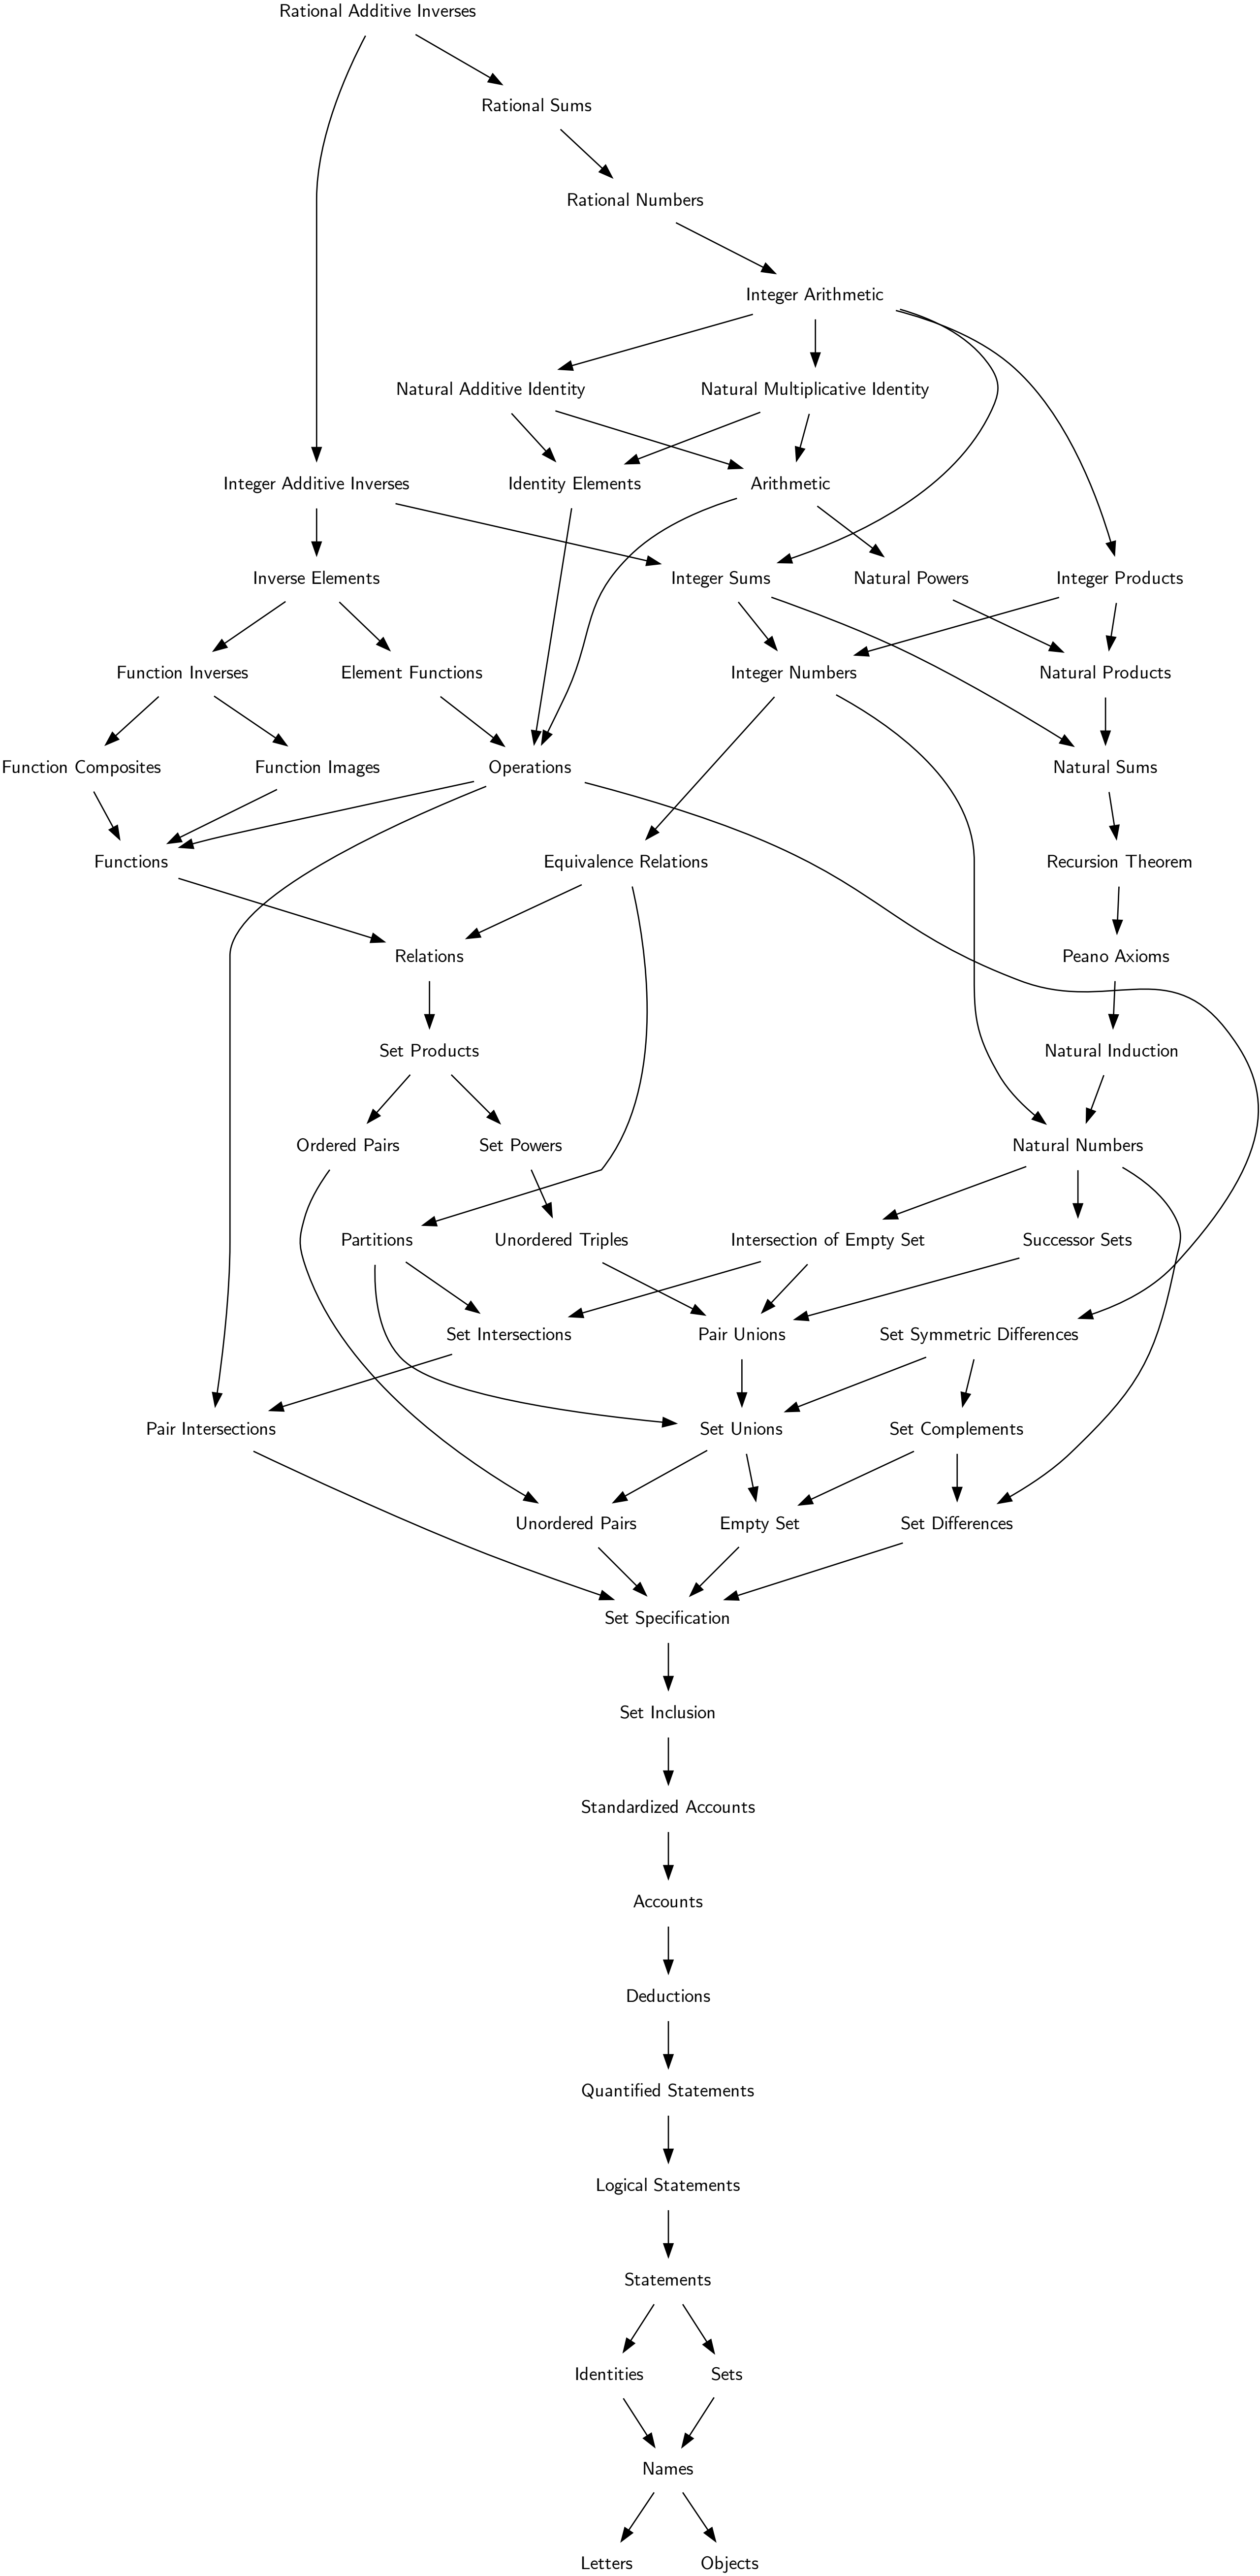 Rational Additive Inverses
Rational Sums
Rational Numbers
Integer Arithmetic
Natural Additive Identity
Natural Multiplicative Identity
Integer Additive Inverses
Identity Elements
Arithmetic
Inverse Elements
Integer Sums
Natural Powers
Integer Products
Function Inverses
Element Functions
Integer Numbers
Natural Products
Function Composites
Function Images
Operations
Natural Sums
Functions
Equivalence Relations
Recursion Theorem
Relations
Peano Axioms
Set Products
Natural Induction
Ordered Pairs
Set Powers
Natural Numbers
Partitions
Unordered Triples
Intersection of Empty Set
Successor Sets
Set Intersections
Pair Unions
Set Symmetric Differences
Pair Intersections
Set Unions
Set Complements
Unordered Pairs
Empty Set
Set Differences
Set Specification
Set Inclusion
Standardized Accounts
Accounts
Deductions
Quantified Statements
Logical Statements
Statements
Identities
Sets
Names
Letters
Objects